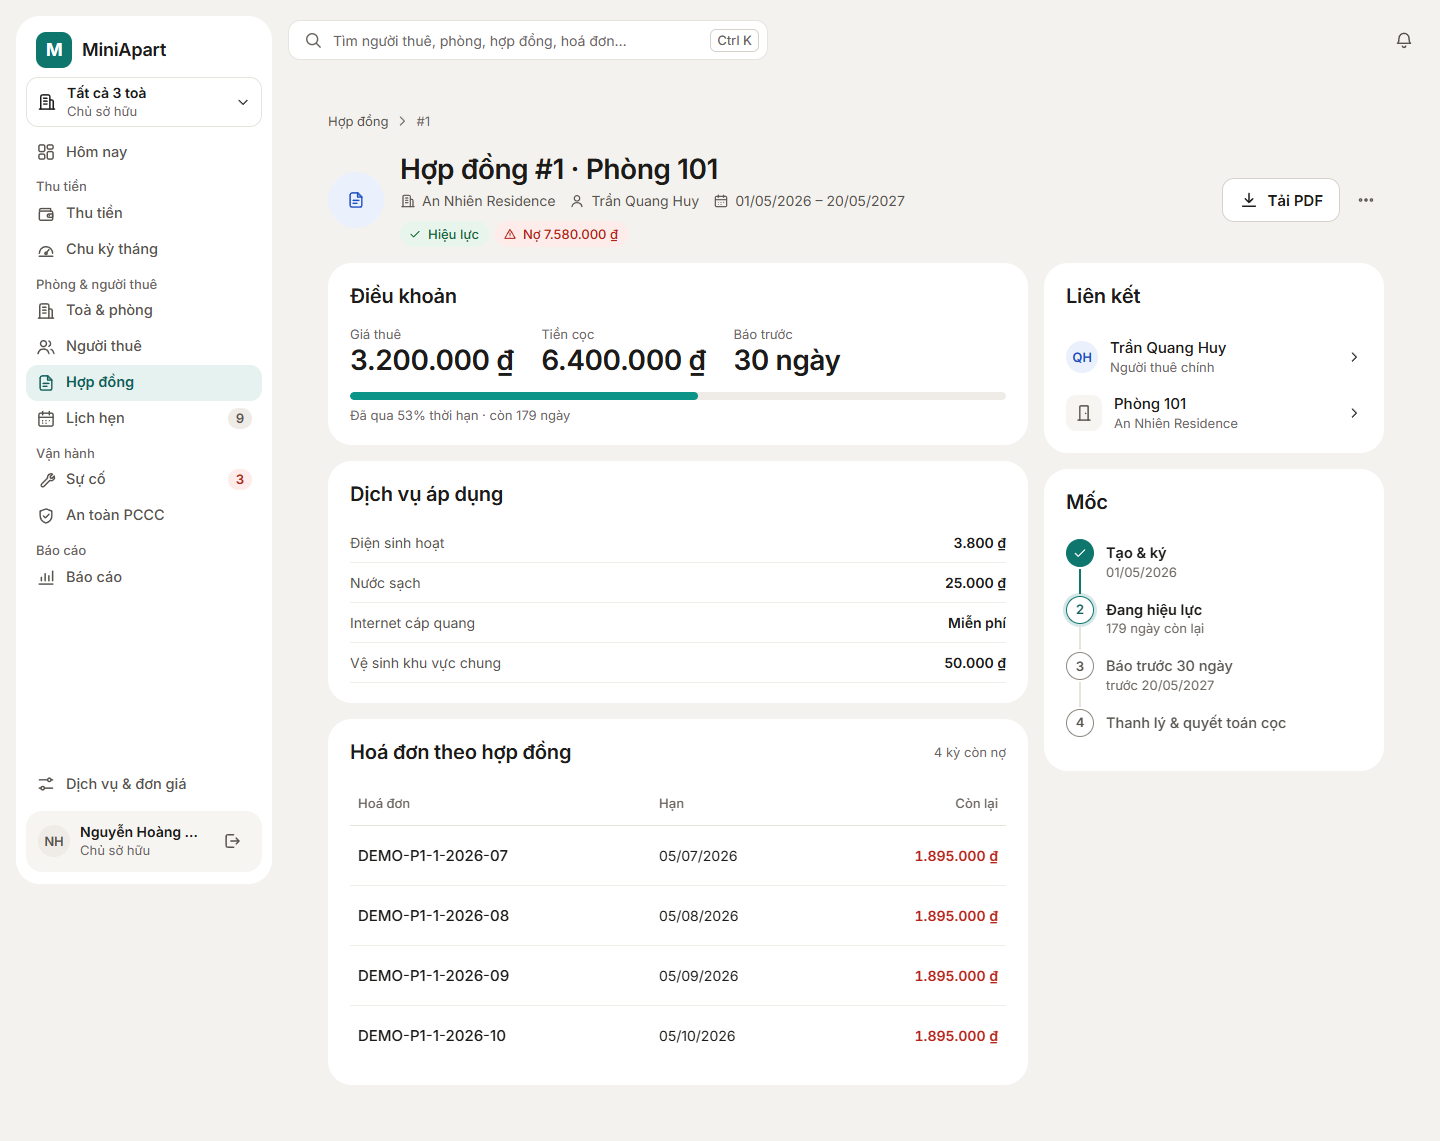 M MiniApart
Tất cả 3 toà
Chủ sở hữu
Hôm nay
Thu tiền
Thu tiền
Chu kỳ tháng
Phòng & người thuê
Toà & phòng
Người thuê
Hợp đồng
Lịch hẹn 9
Vận hành
Sự cố 3
An toàn PCCC
Báo cáo
Báo cáo
Dịch vụ & đơn giá
NH
Nguyễn Hoàng ...
Chủ sở hữu
Tìm người thuê, phòng, hợp đồng, hoá đơn... Ctrl K
Hợp đồng > #1
Hợp đồng #1 · Phòng 101
An Nhiên Residence Trần Quang Huy 01/05/2026 – 20/05/2027
Hiệu lực Nợ 7.580.000 ₫
Tải PDF
Điều khoản
Giá thuê Tiền cọc Báo trước
3.200.000 ₫ 6.400.000 ₫ 30 ngày
Đã qua 53% thời hạn · còn 179 ngày
Dịch vụ áp dụng
Điện sinh hoạt 3.800 ₫
Nước sạch 25.000 ₫
Internet cáp quang Miễn phí
Vệ sinh khu vực chung 50.000 ₫
Hoá đơn theo hợp đồng 4 kỳ còn nợ
Hoá đơn Hạn Còn lại
DEMO-P1-1-2026-07 05/07/2026 1.895.000 ₫
DEMO-P1-1-2026-08 05/08/2026 1.895.000 ₫
DEMO-P1-1-2026-09 05/09/2026 1.895.000 ₫
DEMO-P1-1-2026-10 05/10/2026 1.895.000 ₫
Liên kết
QH
Trần Quang Huy
Người thuê chính
Phòng 101
An Nhiên Residence
Mốc
Tạo & ký
01/05/2026
2 Đang hiệu lực
179 ngày còn lại
3 Báo trước 30 ngày
trước 20/05/2027
4 Thanh lý & quyết toán cọc